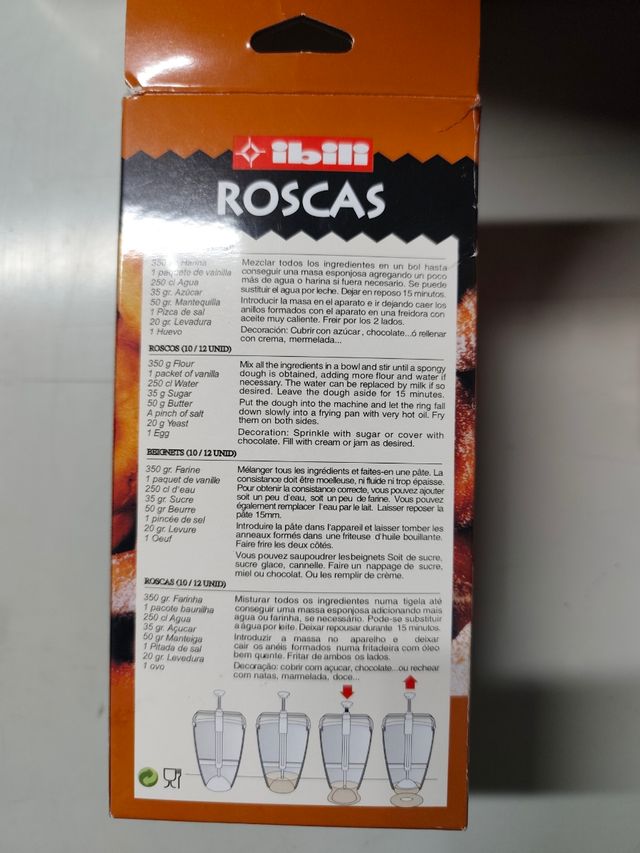 ibili
ROSCAS
350 gr. Harina
1 paquete de vainilla
250 cl Agua
35 gr. Azúcar
50 gr. Mantequilla
1 Pizca de sal
20 gr. Levadura
1 Huevo
Mezclar todos los ingredientes en un bol hasta
conseguir una masa esponjosa agregando un poco
más de agua o harina si fuera necesario. Se puede
sustituir el agua por leche. Dejar en reposo 15 minutos.
Introducir la masa en el aparato e ir dejando caer los
anillos formados con el aparato en una freidora con
aceite muy caliente. Freir por los 2 lados.
Decoración: Cubrir con azúcar, chocolate...ó rellenar
con crema, mermelada...
ROSCOS (10 / 12 UNID)
350 g Flour
1 packet of vanilla
250 cl Water
35 g Sugar
50 g Butter
A pinch of salt
20 g Yeast
1 Egg
Mix all the ingredients in a bowl and stir until a spongy
dough is obtained, adding more flour and water if
necessary. The water can be replaced by milk if so
desired. Leave the dough aside for 15 minutes.
Put the dough into the machine and let the ring fall
down slowly into a frying pan with very hot oil. Fry
them on both sides.
Decoration: Sprinkle with sugar or cover with
chocolate. Fill with cream or jam as desired.
BEIGNETS (10 / 12 UNID)
350 gr. Farine
1 paquet de vanille
250 cl d'eau
35 gr. Sucre
50 gr Beurre
1 pincée de sel
20 gr. Levure
1 Oeuf
Mélanger tous les ingrédients et faites-en une pâte. La
consistance doit être moelleuse, ni fluide ni trop épaisse.
Pour obtenir la consistance correcte, vous pouvez ajouter
soit un peu d'eau, soit un peu de farine. Vous pouvez
également remplacer l'eau par le lait. Laisser reposer la
pâte 15mm.
Introduire la pâte dans l'appareil et laisser tomber les
anneaux formés dans une friteuse d'huile bouillante.
Faire frire les deux côtés.
Vous pouvez saupoudrer lesbeignets Soit de sucre,
sucre glace, cannelle. Faire un nappage de sucre,
miel ou chocolat. Ou les remplir de crème.
ROSCAS (10 / 12 UNID)
350 gr. Farinha
1 pacote baunilha
250 cl Agua
35 gr. Açucar
50 gr Manteiga
1 Pitada de sal
20 gr. Levedura
1 ovo
Misturar todos os ingredientes numa tigela até
conseguir uma massa esponjosa adicionando mais
agua ou farinha, se necessário. Pode-se substituir
a água por leite. Deixar repousar durante 15 minutos.
Introduzir a massa no aparelho e deixar
cair os anéis formados numa fritadeira com óleo
bem quente. Fritar de ambos os lados.
Decoração: cobrir com açucar, chocolate...ou rechear
com natas, marmelada, doce...